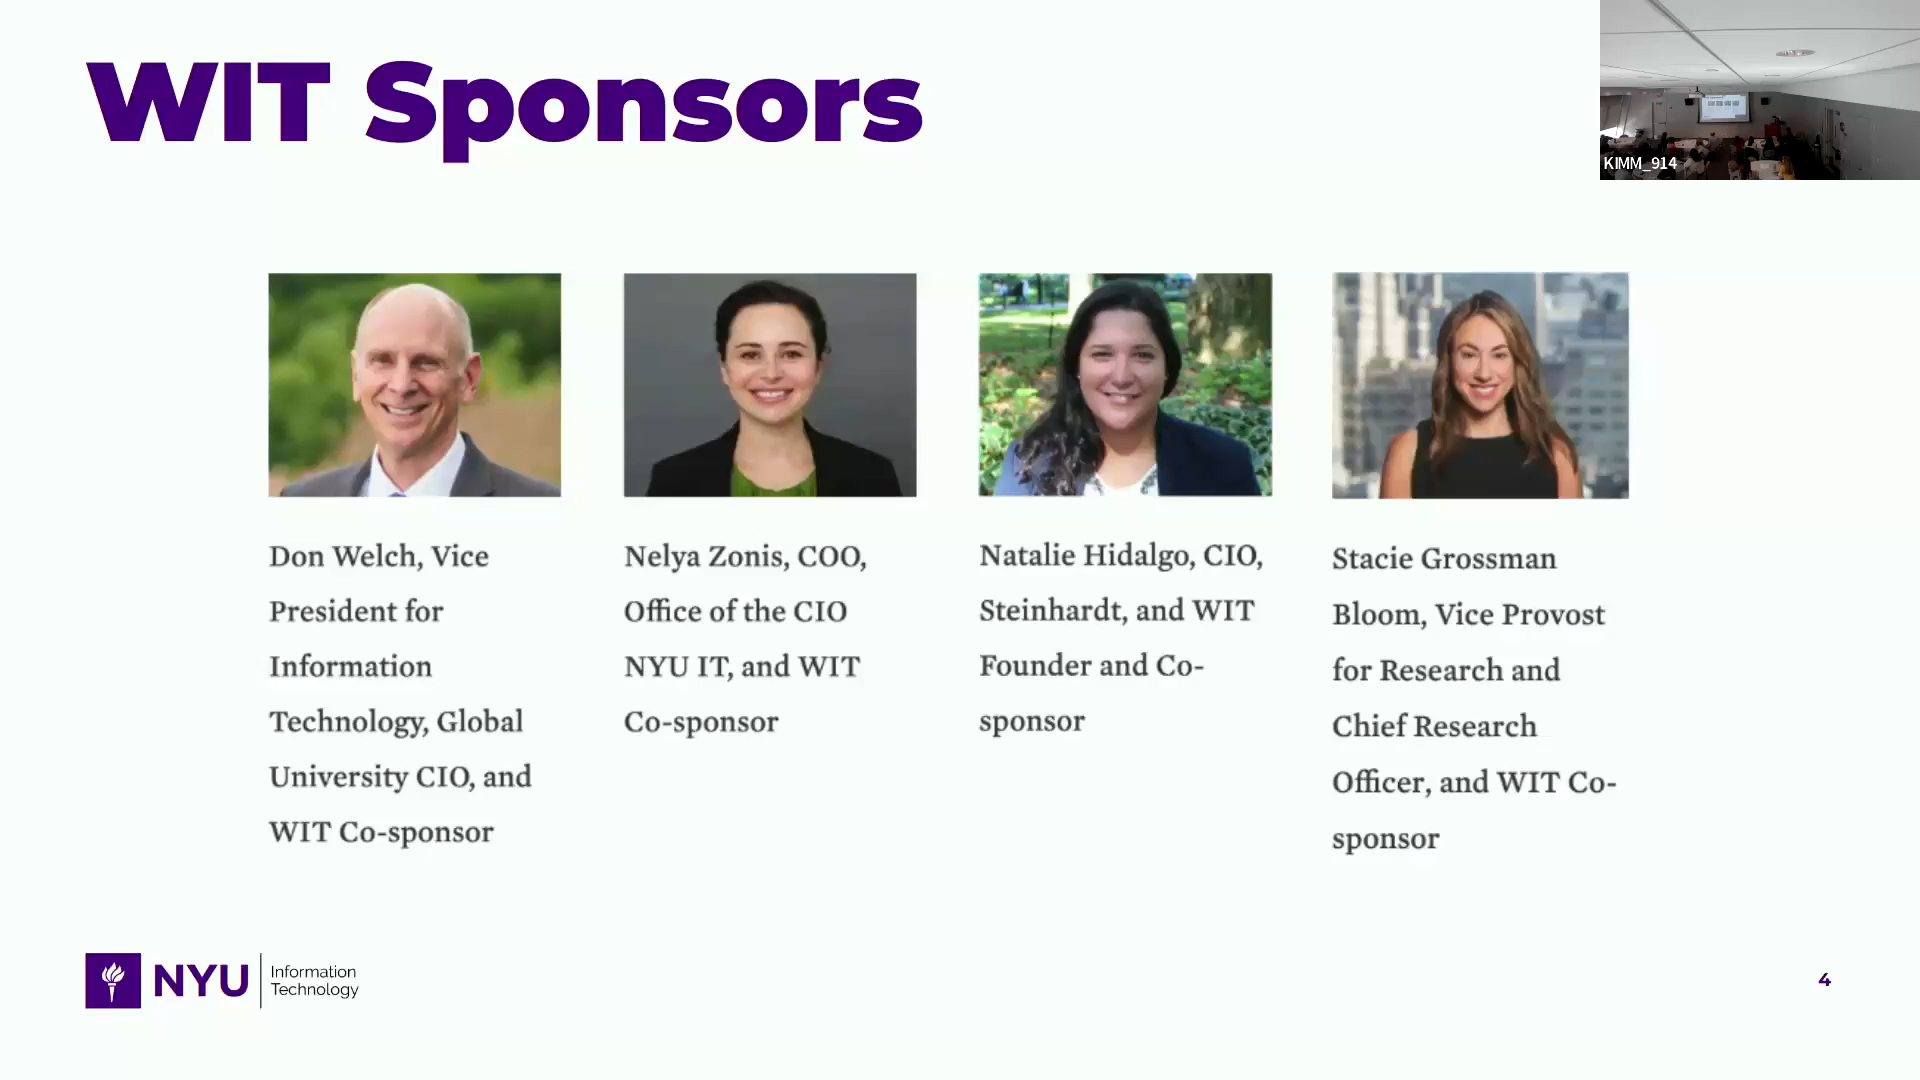 WIT Sponsors
KIMM_914
Don Welch, Vice
President for
Information
Technology, Global
University CIO, and
WIT Co-sponsor
Nelya Zonis, COO,
Office of the CIO
NYU IT, and WIT
Co-sponsor
Natalie Hidalgo, CIO,
Steinhardt, and WIT
Founder and Co-
sponsor
Stacie Grossman
Bloom, Vice Provost
for Research and
Chief Research
Officer, and WIT Co-
sponsor
NYU
Information
Technology
4